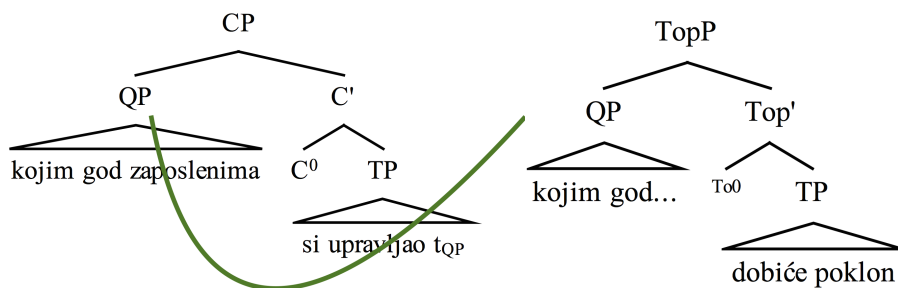 CP
TopP
QP
C'
QP
Top'
kojim god zaposlenima
C⁰
TP
kojim god...
To0
TP
si upravljao tQP
dobiće poklon